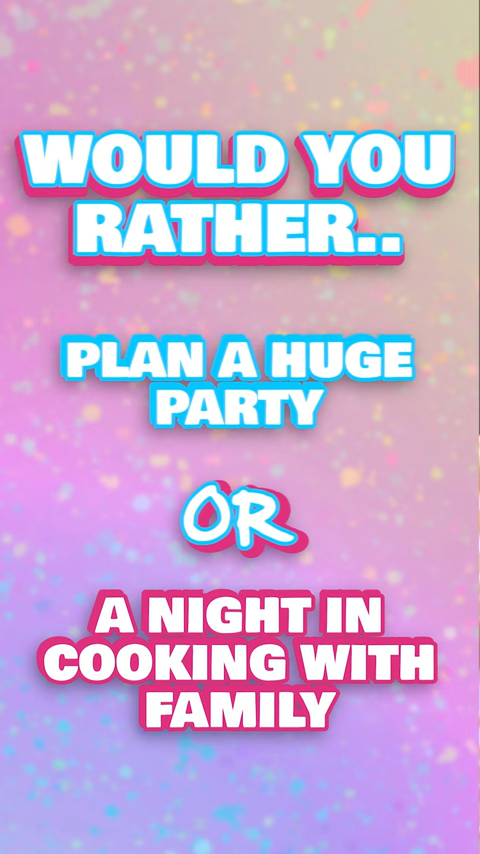 WOULD YOU
RATHER..
PLAN A HUGE
PARTY
OR
A NIGHT IN
COOKING WITH
FAMILY